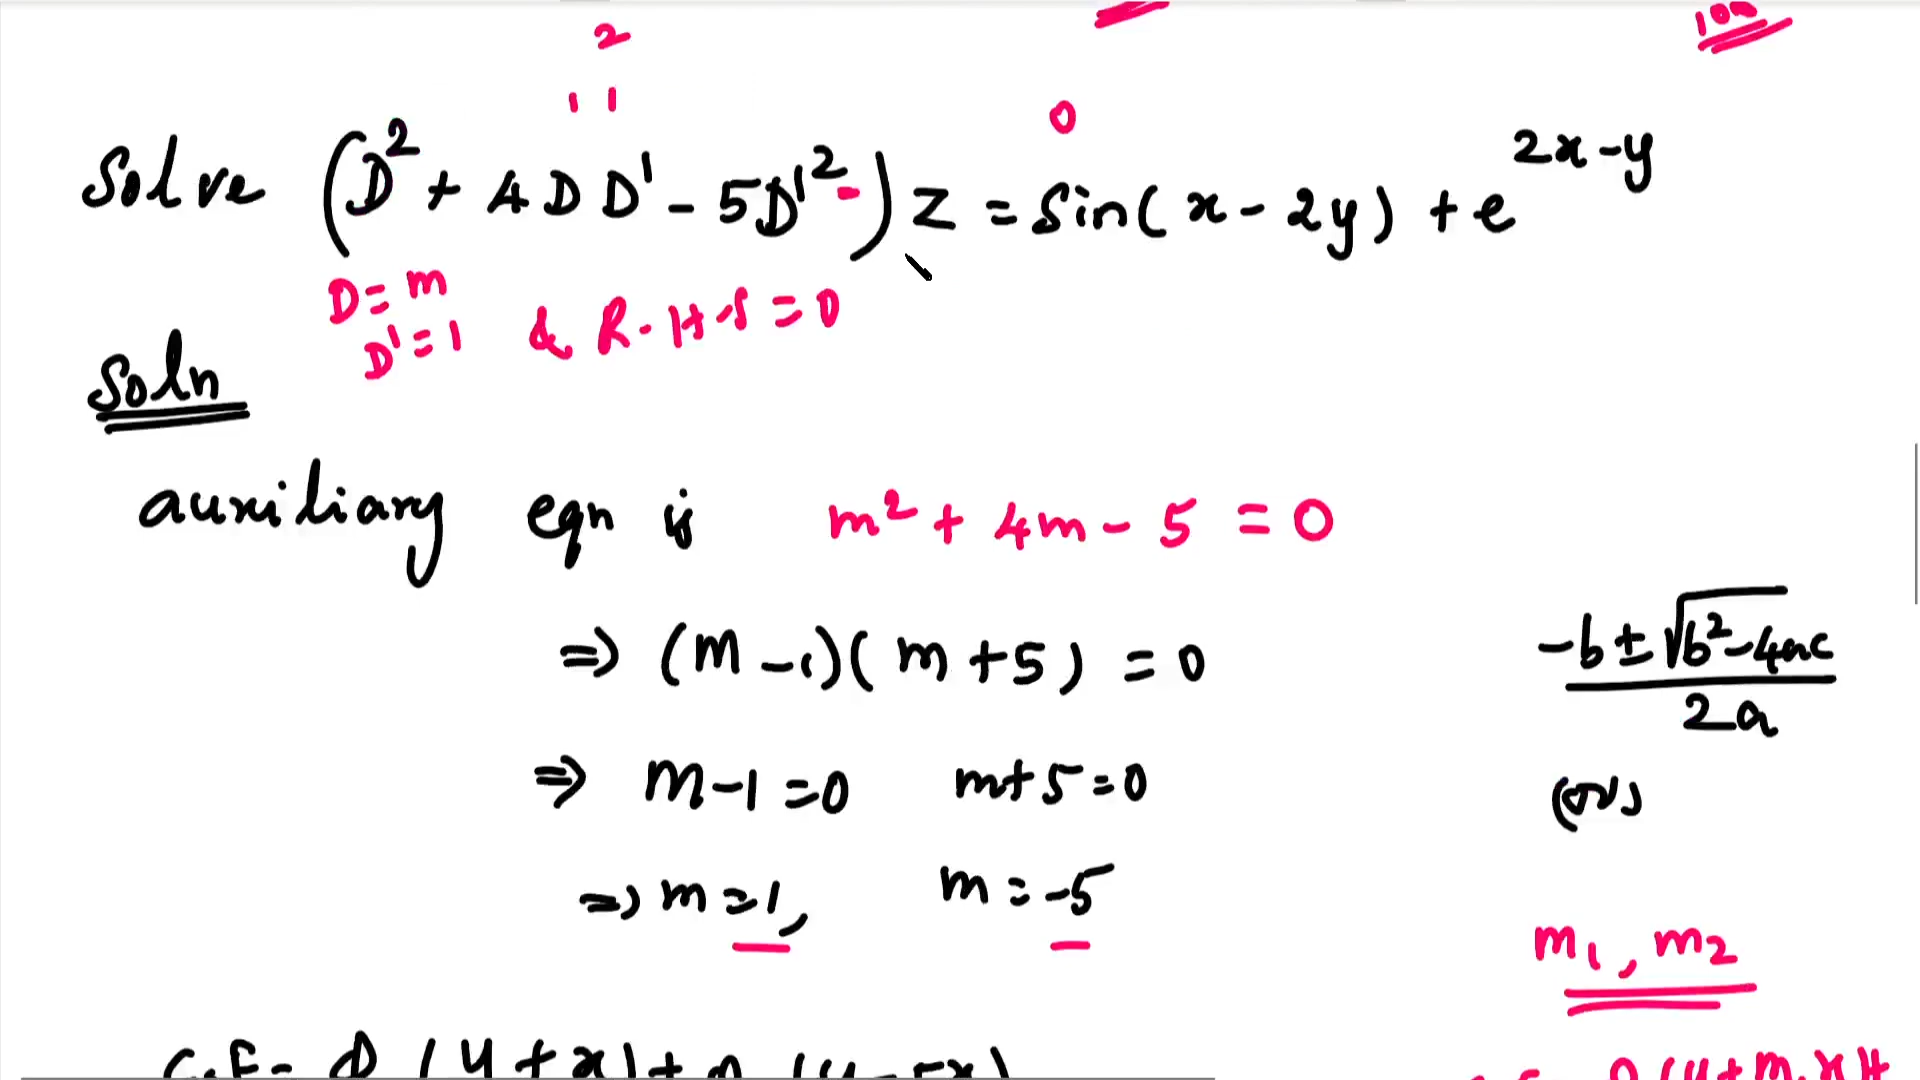 2
1 1
100
0
Solve (D² + 4DD' - 5D'² -)z = sin(x-2y) + e^{2x-y}
D = m
D' = 1 & R.H.S = 0
Soln
auxiliary eqn is m² + 4m - 5 = 0
⇒ (m-1)(m+5) = 0
-b ± √(b²-4ac) / 2a
⇒ m-1 = 0 m+5 = 0
(or)
⇒ m = 1, m = -5
m₁, m₂